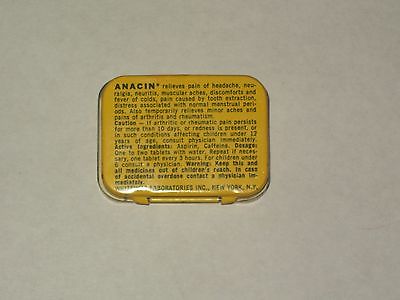 ANACIN® relieves pain of headache, neu-
ralgia, neuritis, muscular aches, discomforts and
fever of colds, pain caused by tooth extraction,
distress associated with normal menstrual peri-
ods. Also temporarily relieves minor aches and
pains of arthritis and rheumatism.
Caution — If arthritic or rheumatic pain persists
for more than 10 days, or redness is present, or
in such conditions affecting children under 12
years of age, consult physician immediately.
Active Ingredients: Aspirin, Caffeine. Dosage:
One to two tablets with water. Repeat if neces-
sary, one tablet every 3 hours. For children under
6 consult a physician. Warning: Keep this and
all medicines out of children's reach. In case
of accidental overdose contact a physician im-
mediately.
WHITEHALL LABORATORIES INC., NEW YORK, N.Y.